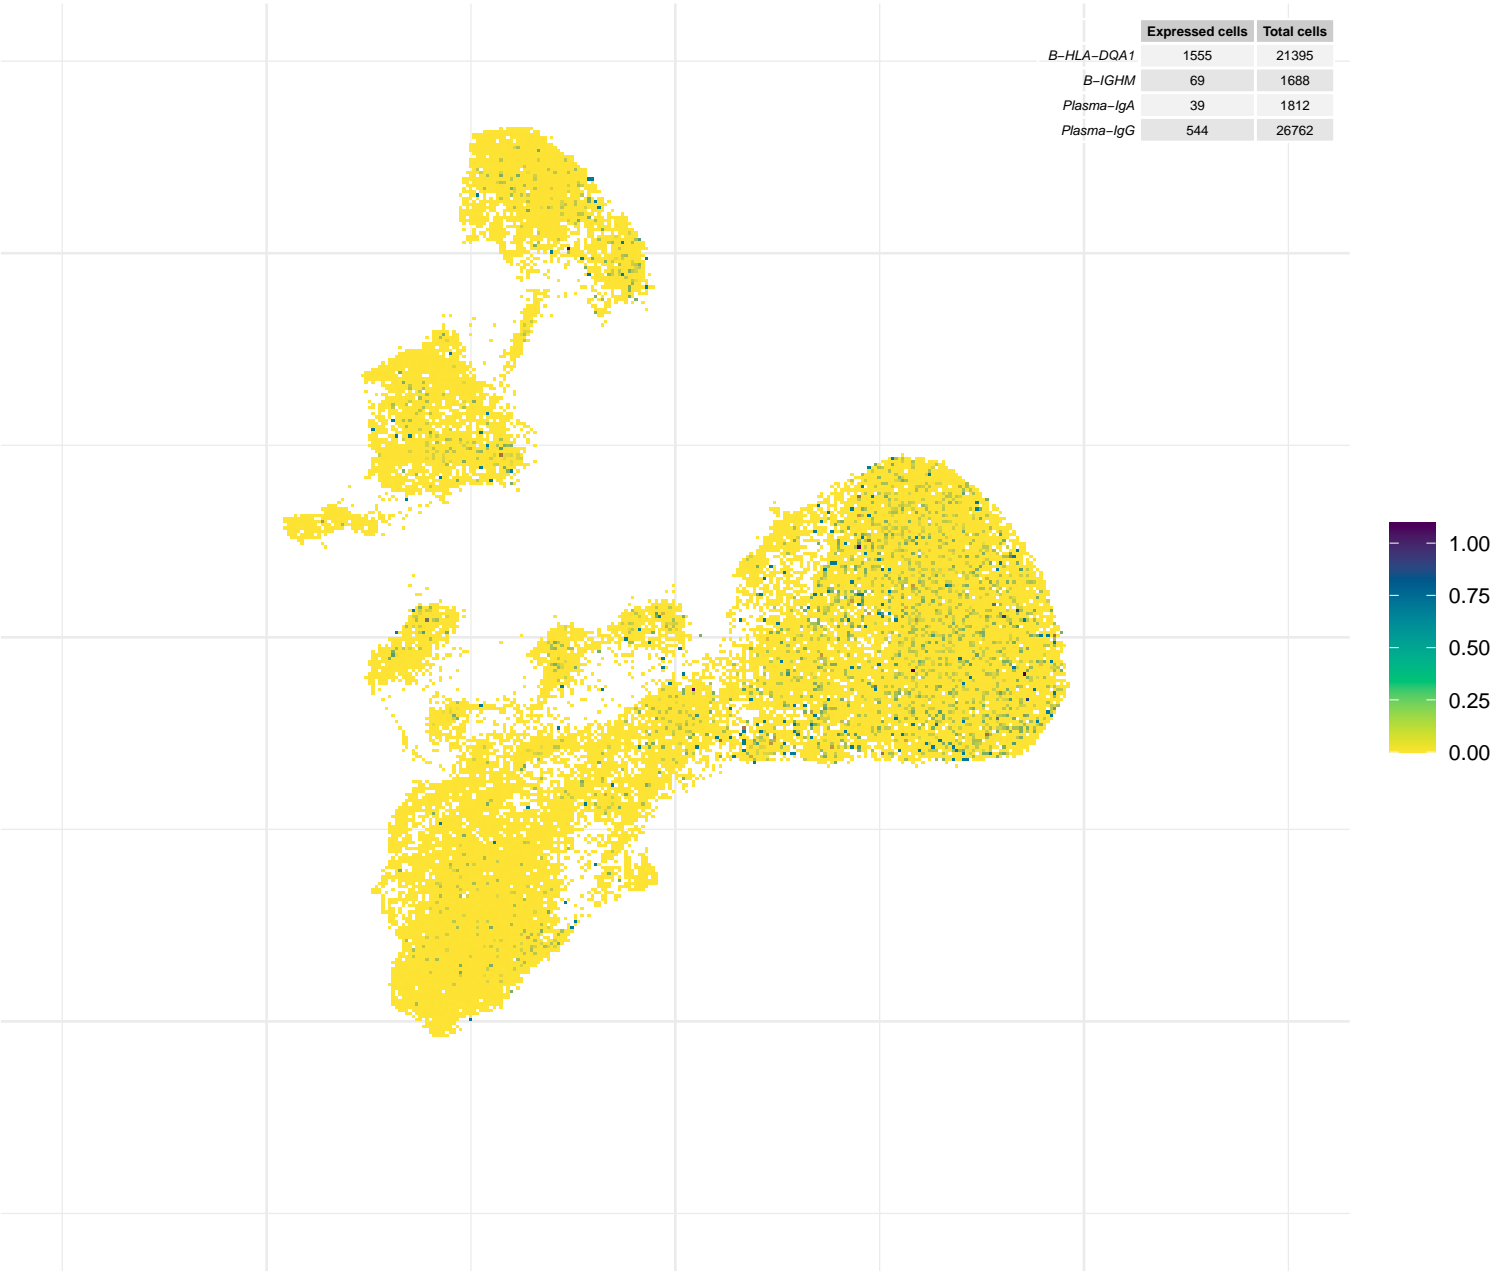 Expressed cells Total cells
B−HLA−DQA1 1555 21395
B−IGHM 69 1688
Plasma−IgA 39 1812
Plasma−IgG 544 26762
1.00
0.75
0.50
0.25
0.00